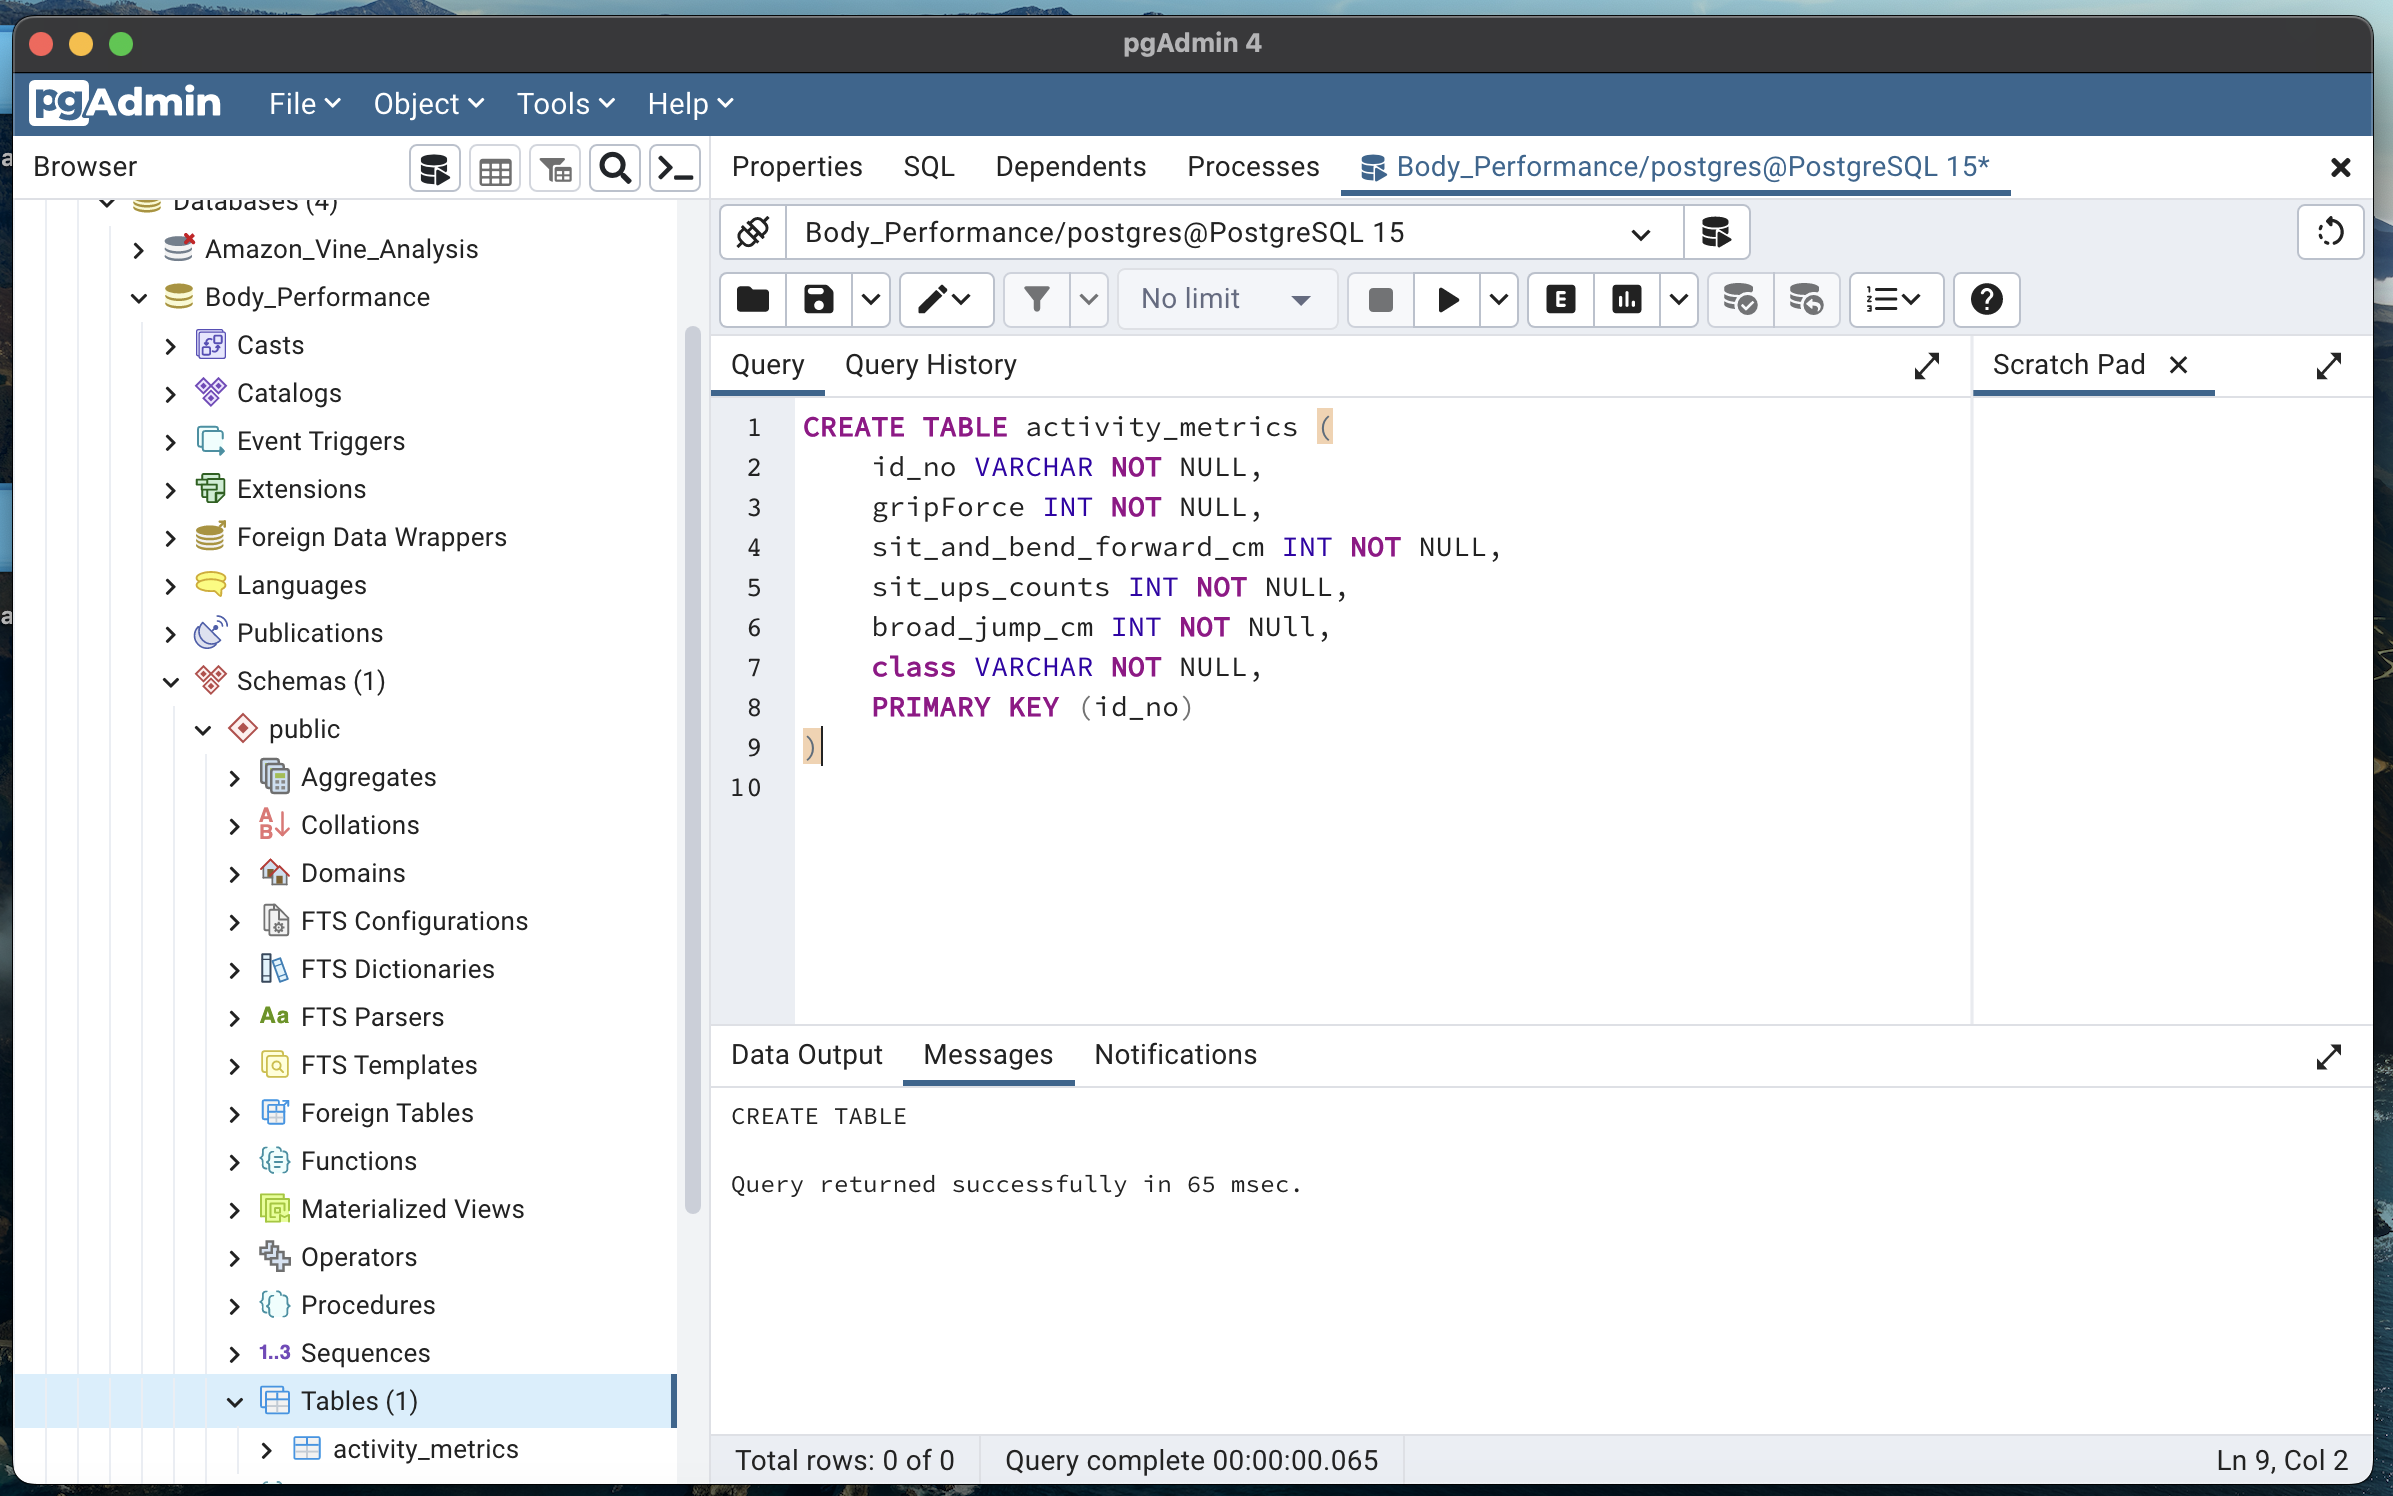 pgAdmin 4
pgAdmin File Object Tools Help
Browser
Properties SQL Dependents Processes Body_Performance/postgres@PostgreSQL 15*
Databases (4)
Amazon_Vine_Analysis
Body_Performance
Casts
Catalogs
Event Triggers
Extensions
Foreign Data Wrappers
Languages
Publications
Schemas (1)
public
Aggregates
Collations
Domains
FTS Configurations
FTS Dictionaries
Aa FTS Parsers
FTS Templates
Foreign Tables
Functions
Materialized Views
Operators
Procedures
1..3 Sequences
Tables (1)
activity_metrics
Body_Performance/postgres@PostgreSQL 15
No limit
E
Query Query History
Scratch Pad
1 CREATE TABLE activity_metrics (
2 id_no VARCHAR NOT NULL,
3 gripForce INT NOT NULL,
4 sit_and_bend_forward_cm INT NOT NULL,
5 sit_ups_counts INT NOT NULL,
6 broad_jump_cm INT NOT NUll,
7 class VARCHAR NOT NULL,
8 PRIMARY KEY (id_no)
9 )
10
Data Output Messages Notifications
CREATE TABLE
Query returned successfully in 65 msec.
Total rows: 0 of 0 Query complete 00:00:00.065 Ln 9, Col 2